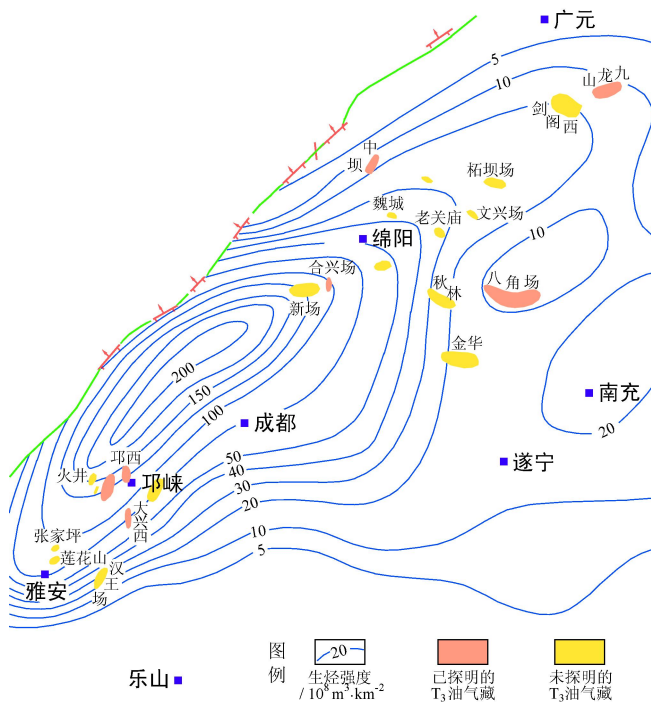 广元
5
10
九龙山
剑阁西
中坝
柘坝场
魏城
老关庙
文兴场
绵阳
10
合兴场
八角场
秋林
新场
金华
200
150
南充
100
成都
20
50
遂宁
邛西
40
火井
邛崃
30
20
大兴西
10
张家坪
5
莲花山
汉王场
雅安
乐山
图例
20
生烃强度
/ 10⁸m³·km⁻²
已探明的
T₃油气藏
未探明的
T₃油气藏